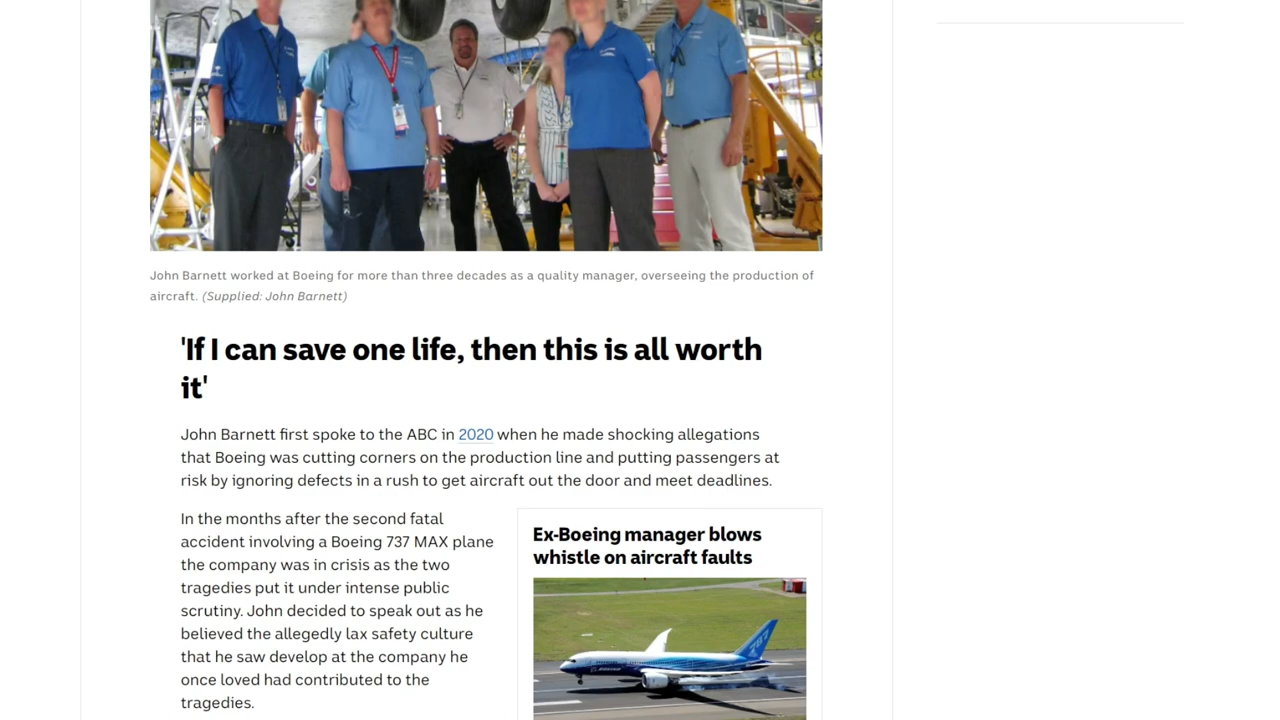 John Barnett worked at Boeing for more than three decades as a quality manager, overseeing the production of
aircraft. (Supplied: John Barnett)
'If I can save one life, then this is all worth
it'
John Barnett first spoke to the ABC in 2020 when he made shocking allegations
that Boeing was cutting corners on the production line and putting passengers at
risk by ignoring defects in a rush to get aircraft out the door and meet deadlines.
In the months after the second fatal
accident involving a Boeing 737 MAX plane
the company was in crisis as the two
tragedies put it under intense public
scrutiny. John decided to speak out as he
believed the allegedly lax safety culture
that he saw develop at the company he
once loved had contributed to the
tragedies.
Ex-Boeing manager blows
whistle on aircraft faults
787
BOEING